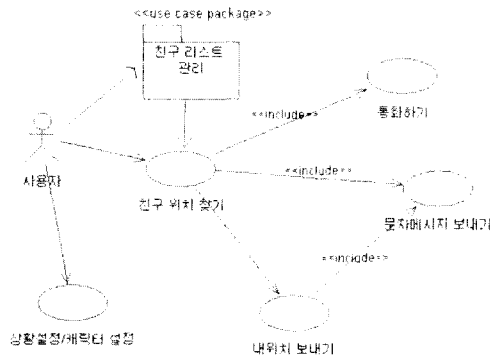 <<use case package>>
친구 리스트
관리
<<include>>
통화하기
사용자
<<include>>
친구 위치 찾기
문자메시지 보내기
<<include>>
상황설정/캐릭터 설정
내위치 보내기